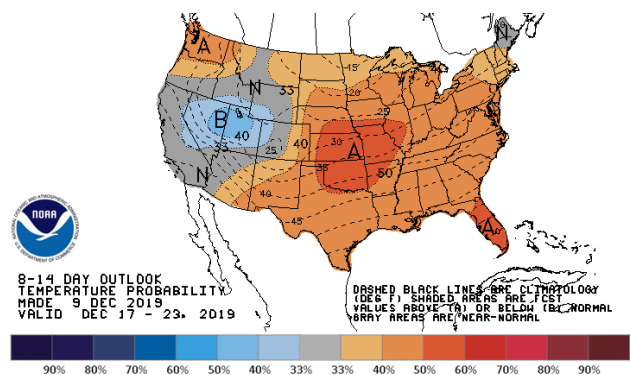 N
A
15
N
33
20
B
40
25
33
25
30
A
40
35
50
N
40
45
A
NATIONAL OCEANIC AND ATMOSPHERIC ADMINISTRATION
NOAA
U.S. DEPARTMENT OF COMMERCE
8-14 DAY OUTLOOK
TEMPERATURE PROBABILITY
MADE 9 DEC 2019
VALID DEC 17 - 23, 2019
DASHED BLACK LINES ARE CLIMATOLOGY
(DEG F) SHADED AREAS ARE FCST
VALUES ABOVE (A) OR BELOW (B) NORMAL
GRAY AREAS ARE NEAR-NORMAL
90% 80% 70% 60% 50% 40% 33% 33% 40% 50% 60% 70% 80% 90%